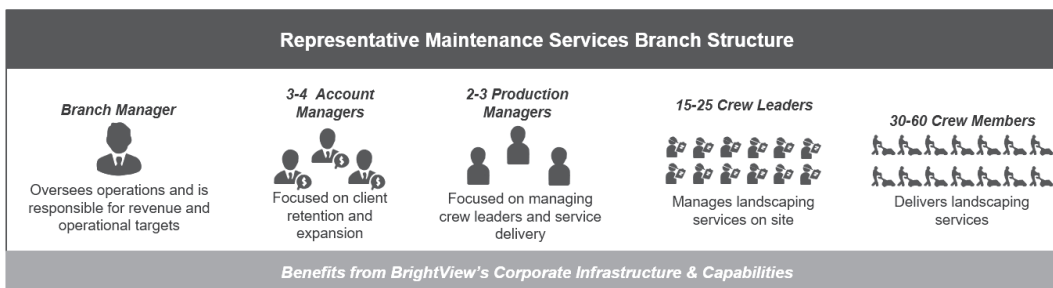 Representative Maintenance Services Branch Structure
Branch Manager
Oversees operations and is
responsible for revenue and
operational targets
3-4 Account
Managers
Focused on client
retention and
expansion
2-3 Production
Managers
Focused on managing
crew leaders and service
delivery
15-25 Crew Leaders
Manages landscaping
services on site
30-60 Crew Members
Delivers landscaping
services
Benefits from BrightView's Corporate Infrastructure & Capabilities